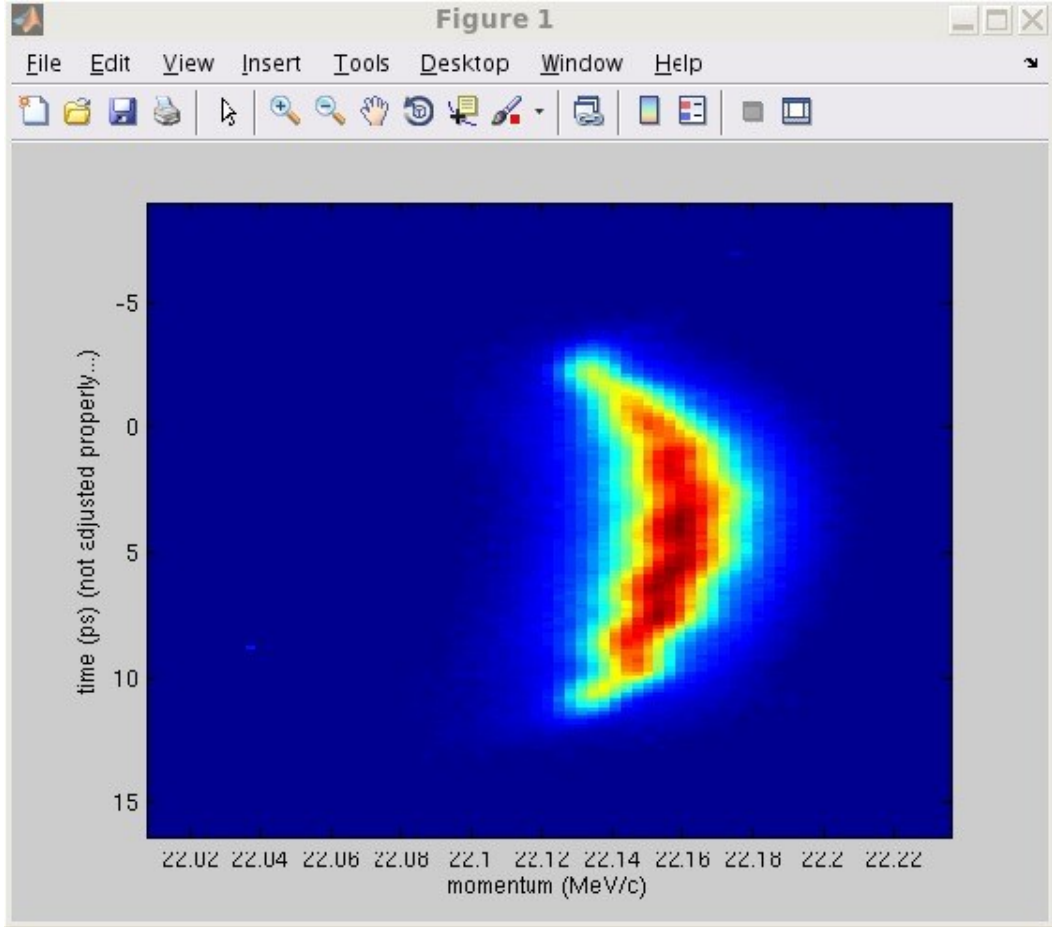 Figure 1
File Edit View Insert Tools Desktop Window Help
-5
0
5
10
15
time (ps) (not adjusted properly...)
22.02 22.04 22.06 22.08 22.1 22.12 22.14 22.16 22.18 22.2 22.22
momentum (MeV/c)